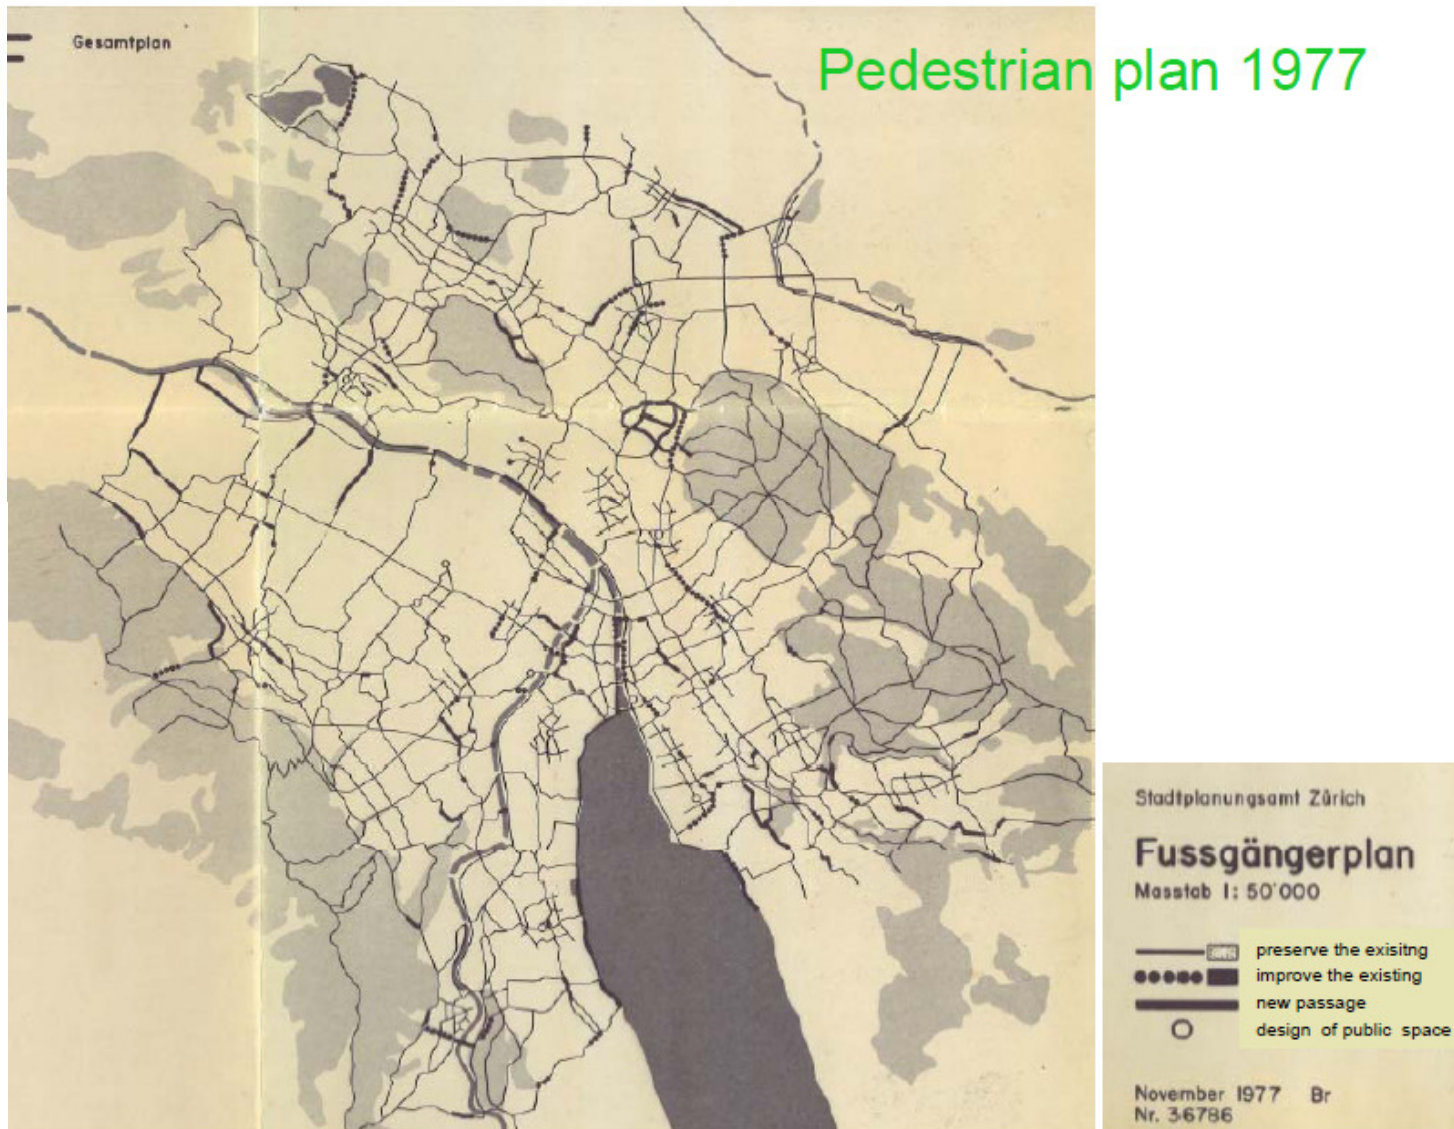 Gesamtplan
Pedestrian plan 1977
Stadtplanungsamt Zürich
Fussgängerplan
Masstab 1: 50'000
preserve the exisitng
improve the existing
new passage
design of public space
November 1977 Br
Nr. 36786